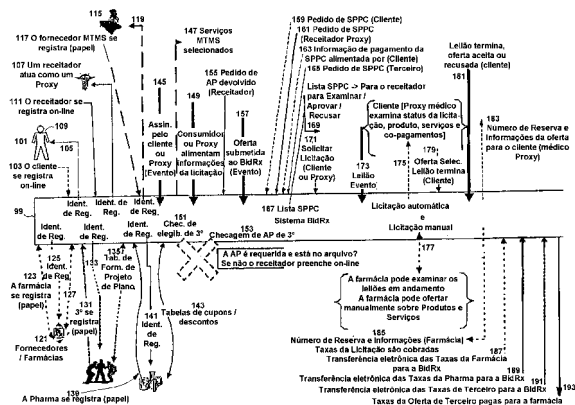 115
119
117 O fornecedor MTMS se
registra (papel)
107 Um receitador
atua como um
Proxy
111 O receitador se
registra on-line
109
101
105
103 O cliente
se registra
on-line
99
147 Serviços
MTMS
selecionados
145
149
155 Pedido de
AP devolvido
(Receitador)
157
Assin.
pelo cliente
ou Proxy
(Evento)
Consumidos
ou Proxy
alimentam
informações
da licitação
Oferta
submetida
ao BidRx
(Evento)
159 Pedido de SPPC (Cliente)
161 Pedido de SPPC
(Receitador Proxy)
163 Informação de pagamento da
SPPC alimentada por (Cliente)
165 Pedido de SPPC (Terceiro)
Lista SPPC -> Para o receitador
para Examinar /
Aprovar /
Recusar
169
171
Solicitar
Licitação
(Cliente
ou Proxy)
173
Leilão
Evento
Leilão termina,
oferta aceita ou
recusada (cliente)
181
Cliente [Proxy médico
examina status da licita-
ção, produto, serviços e
co-pagamentos]
175
179
Oferta Selec.
Leilão termina
(Cliente)
183
Número de Reserva e
Informações da oferta
para o cliente (médico
Proxy)
Ident.
de Reg.
Ident.
de Reg.
Ident.
de Reg.
Ident.
de Reg.
Ident.
de Reg.
151
Chec. de
elegib. de 3º
153
Checagem de AP de 3º
167 Lista SPPC
Sistema BidRx
Licitação automática
e
Licitação manual
A AP é requerida e está no arquivo?
Se não o receitador preenche on-line
123
A farmácia
se registra
(papel)
125
Ident. de
Reg.
127
121
Fornecedores
/ Farmácias
133
131
3º se
registra
(papel)
135
Tab. de
Form. de
Projeto
de Plano
141
Ident.
de
Reg.
143
Tabelas de cupons /
descontos
139
A Pharma se registra (papel)
177
A farmácia pode examinar os
leilões em andamento
A farmácia pode ofertar
manualmente sobre Produtos e
Serviços
185
Número de Reserva e Informações (Farmácia)
Taxas da Licitação são cobradas
187
Transferência eletrônica das Taxas da Farmácia
para a BidRx
189
Transferência eletrônica das Taxas da Pharma para a BidRx
191
Transferência eletrônica das Taxas de Terceiro para a BidRx
193
Taxas da Oferta de Terceiro pagas para a farmácia